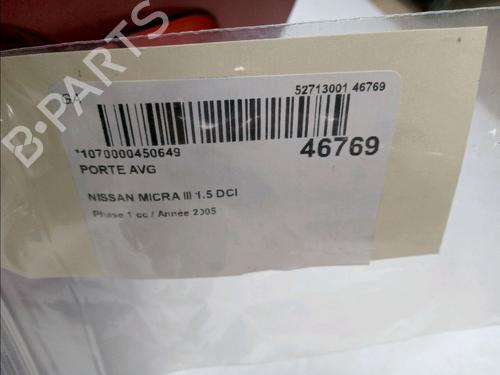 52713001 46769
*1070000450649
46769
PORTE AVG
NISSAN MICRA III 1.5 DCI
Phase 1 cc / Année 2005
B-PARTS